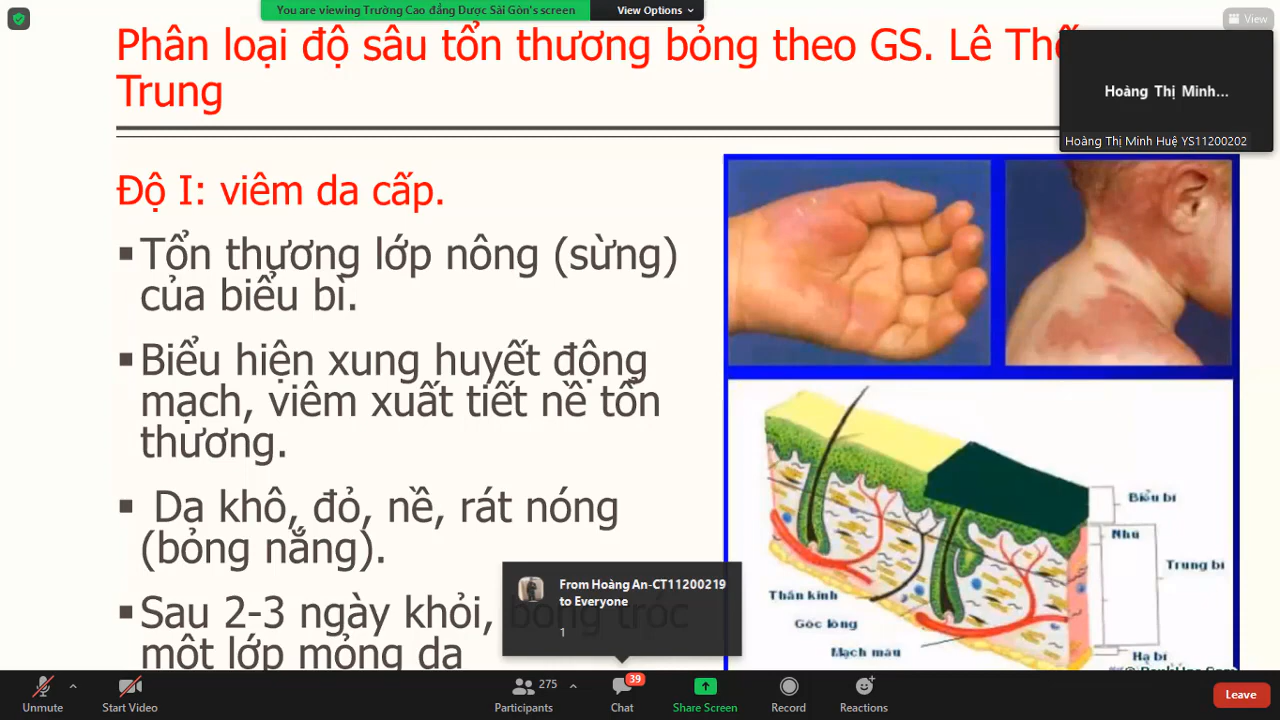 You are viewing Trường Cao đẳng Dược Sài Gòn's screen
View Options
View
Phân loại độ sâu tổn thương bỏng theo GS. Lê Thế
Trung
Hoàng Thị Minh...
Hoàng Thị Minh Huệ YS11200202
Độ I: viêm da cấp.
▪Tổn thương lớp nông (sừng)
của biểu bì.
▪Biểu hiện xung huyết động
mạch, viêm xuất tiết nề tổn
thương.
▪ Da khô, đỏ, nề, rát nóng
(bỏng nắng).
▪Sau 2-3 ngày khỏi, bong tróc
một lớp mỏng da
Biểu bì
Nhú
Trung bì
Thần kinh
Gốc lông
Mạch máu
Hạ bì
From Hoàng An-CT11200219
to Everyone
1
Unmute
Start Video
275
Participants
39
Chat
Share Screen
Record
Reactions
Leave